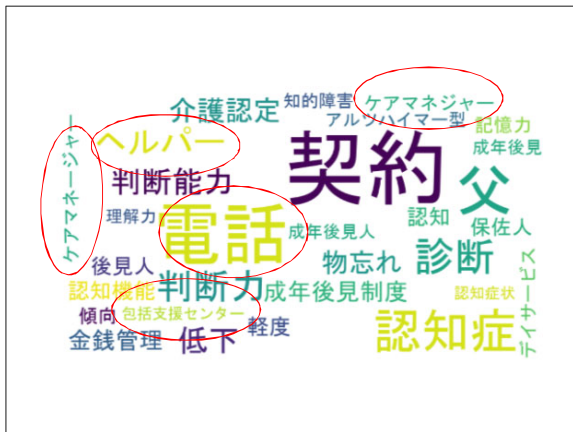 介護認定
知的障害
ケアマネジャー
アルツハイマー型
記憶力
ヘルパー
契約
成年後見
ケアマネージャー
判断能力
父
理解力
電話
認知
保佐人
成年後見人
後見人
物忘れ
診断
デイサービス
認知機能
判断力
成年後見制度
認知症状
傾向
包括支援センター
軽度
認知症
金銭管理
低下